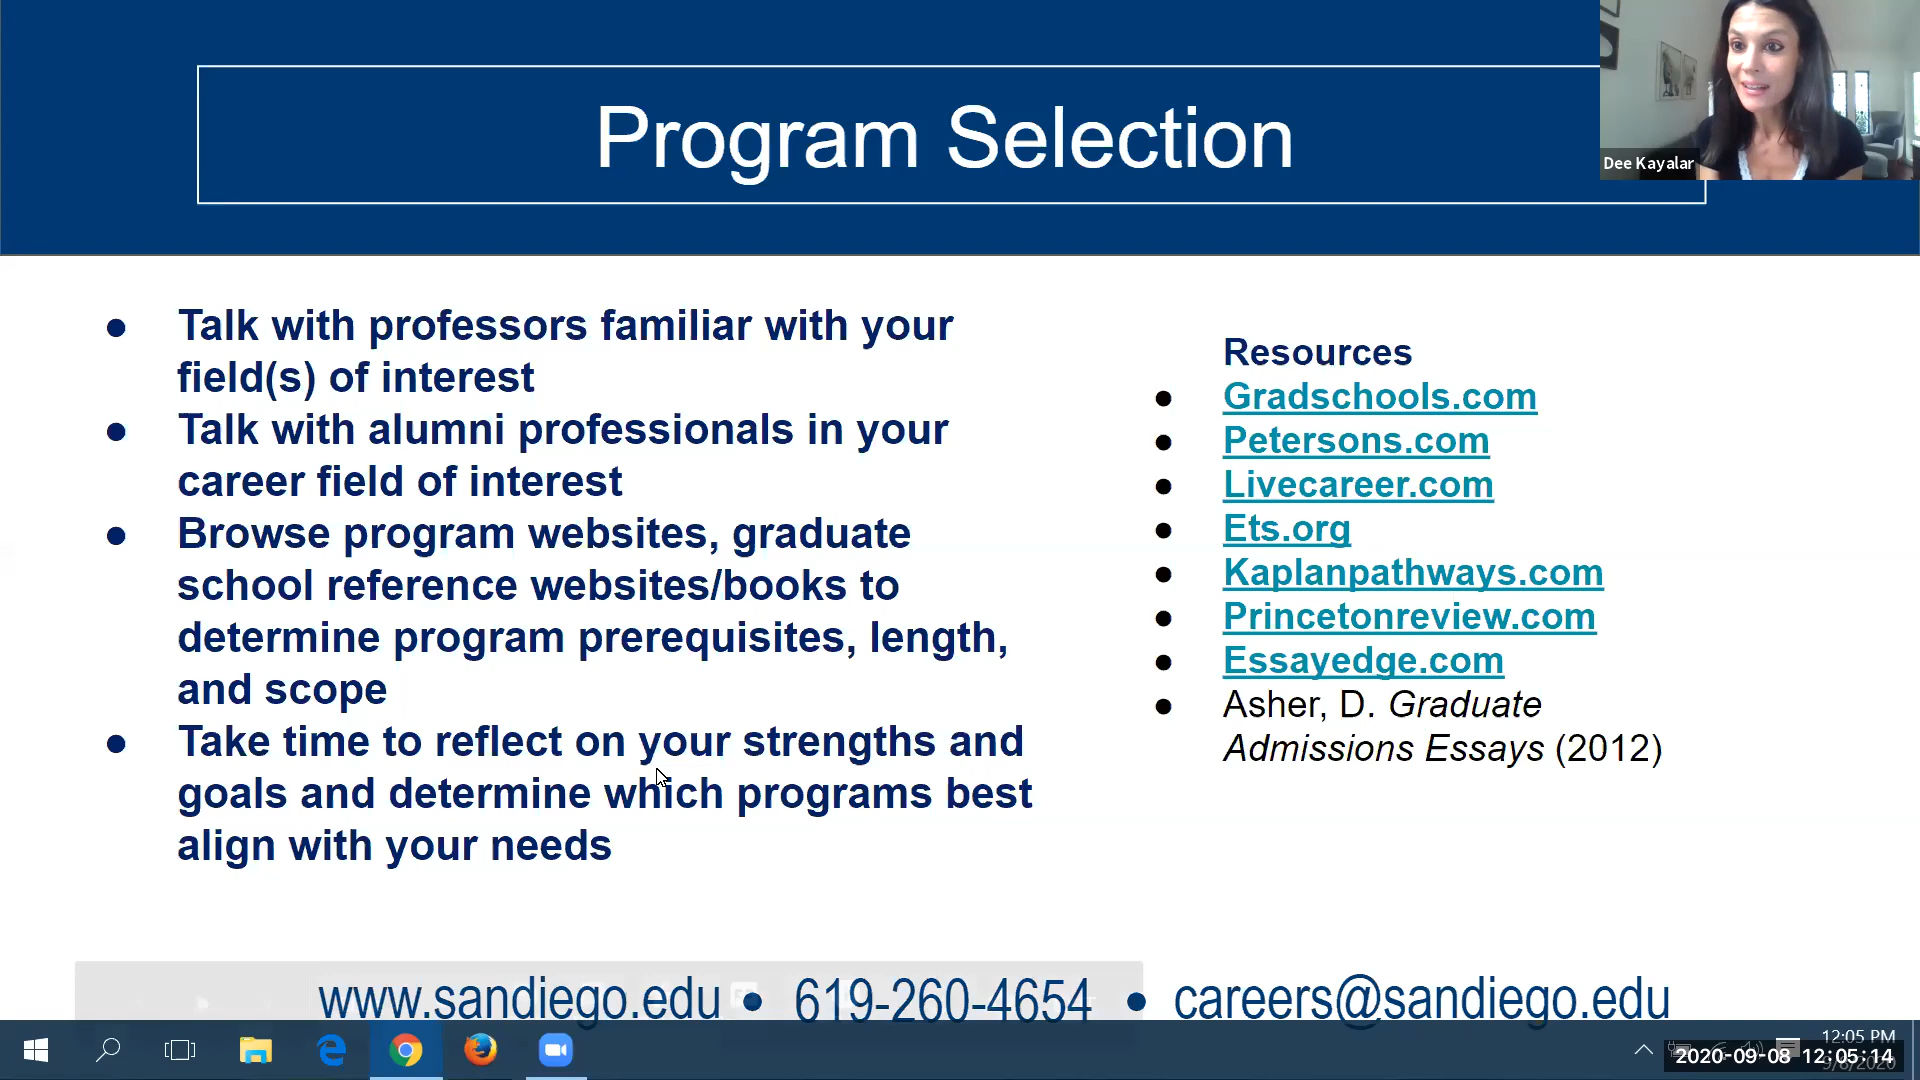 Program Selection
Dee Kayalar
● Talk with professors familiar with your
field(s) of interest
● Talk with alumni professionals in your
career field of interest
● Browse program websites, graduate
school reference websites/books to
determine program prerequisites, length,
and scope
● Take time to reflect on your strengths and
goals and determine which programs best
align with your needs
Resources
● Gradschools.com
● Petersons.com
● Livecareer.com
● Ets.org
● Kaplanpathways.com
● Princetonreview.com
● Essayedge.com
● Asher, D. Graduate
Admissions Essays (2012)
www.sandiego.edu ● 619-260-4654 ● careers@sandiego.edu
12:05 PM
2020-09-08 12:05:14
9/8/2020